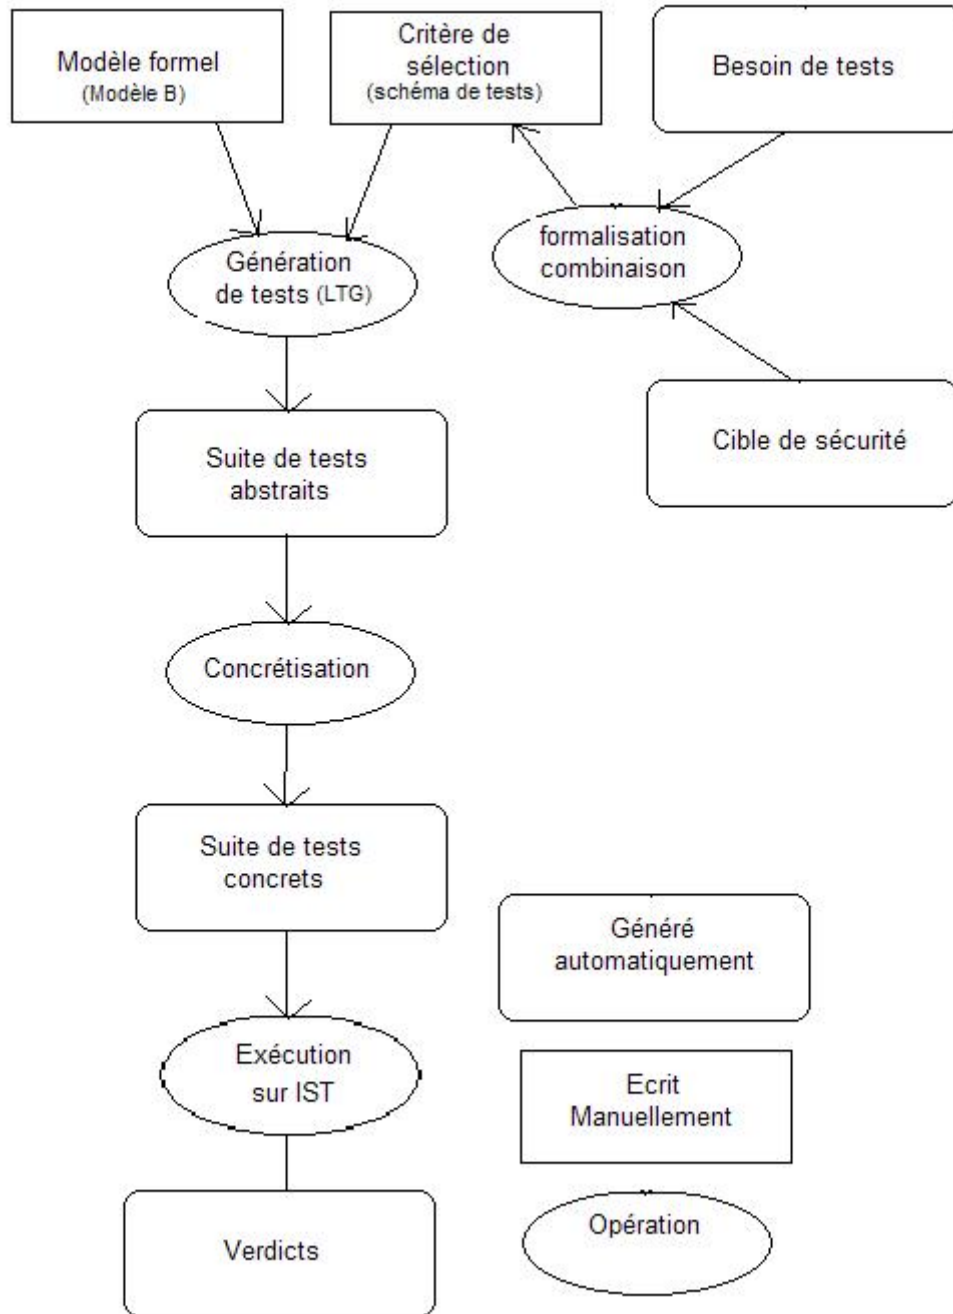 Modèle formel
(Modèle B)
Critère de
sélection
(schéma de tests)
Besoin de tests
formalisation
combinaison
Génération
de tests (LTG)
Cible de sécurité
Suite de tests
abstraits
Concrétisation
Suite de tests
concrets
Généré
automatiquement
Exécution
sur IST
Ecrit
Manuellement
Opération
Verdicts